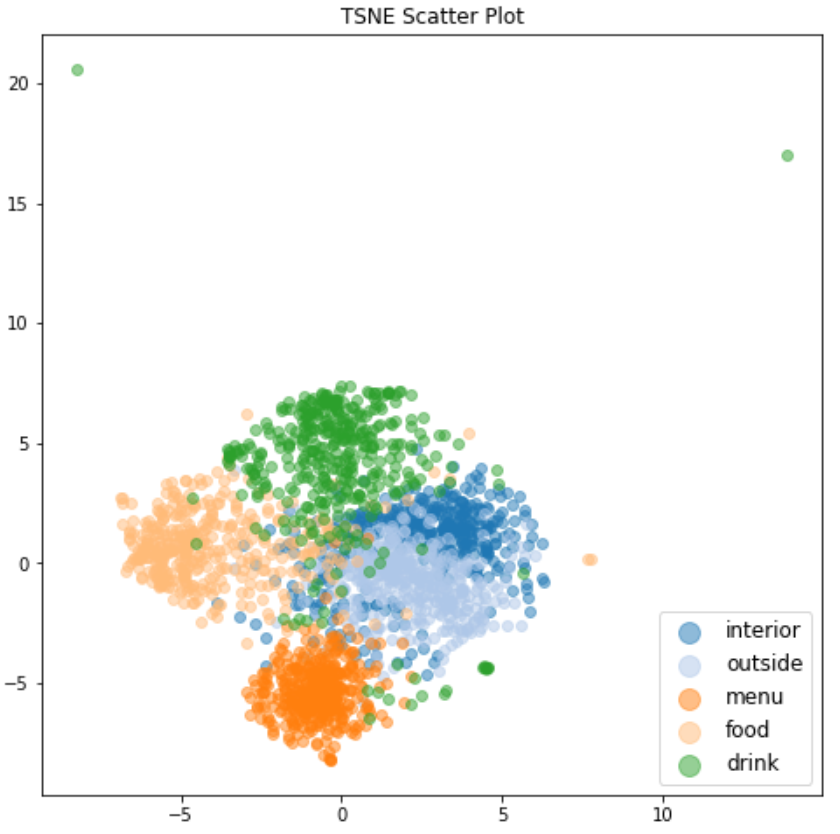 TSNE Scatter Plot
20
15
10
5
0
−5
−5 0 5 10
interior
outside
menu
food
drink